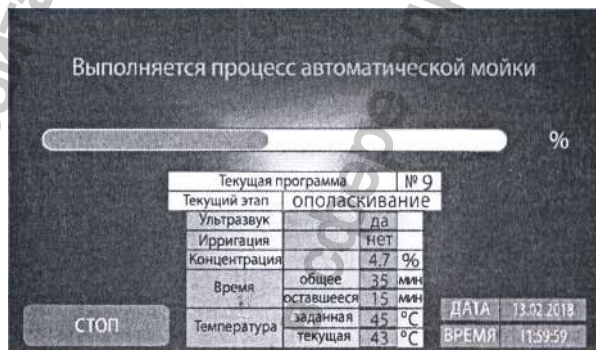 Выполняется процесс автоматической мойки
%
Текущая программа № 9
Текущий этап ополаскивание
Ультразвук да
Ирригация нет
Концентрация 4.7 %
Время общее 35 мин
оставшееся 15 мин
Температура заданная 45 °C
текущая 43 °C
СТОП
ДАТА 13.02.2018
ВРЕМЯ 11:59:59